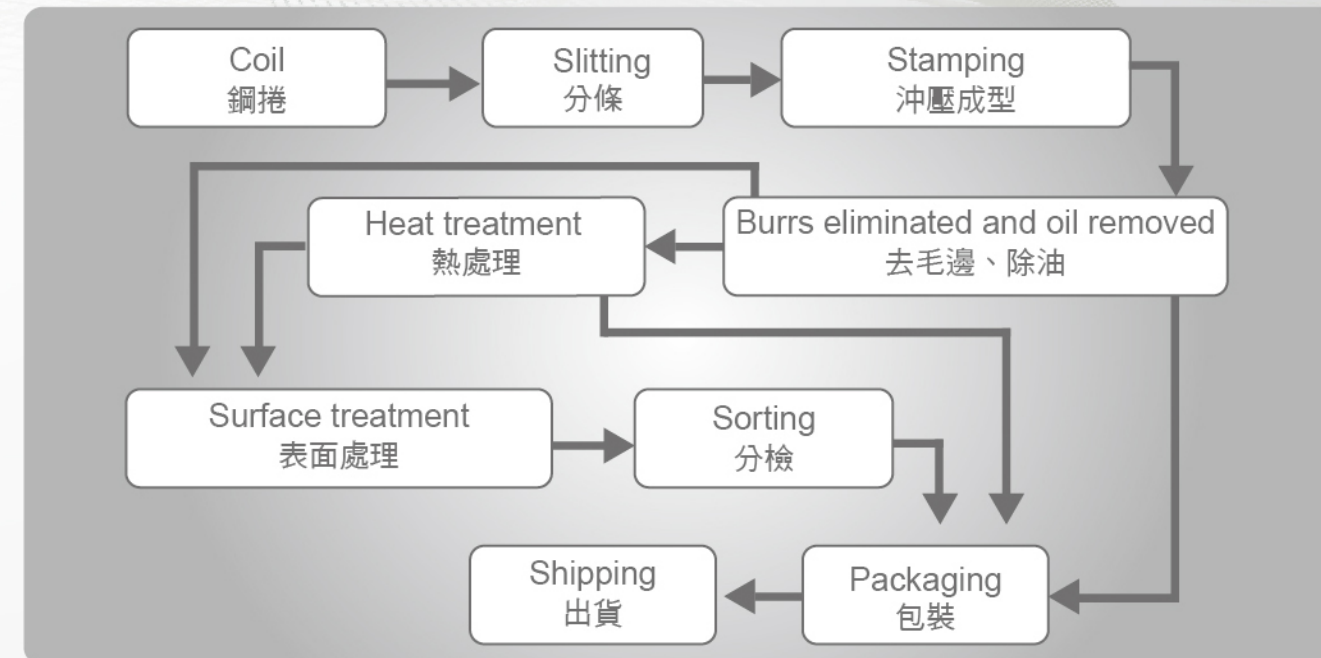 Coil
鋼捲
Slitting
分條
Stamping
沖壓成型
Heat treatment
熱處理
Burrs eliminated and oil removed
去毛邊、除油
Surface treatment
表面處理
Sorting
分檢
Shipping
出貨
Packaging
包裝